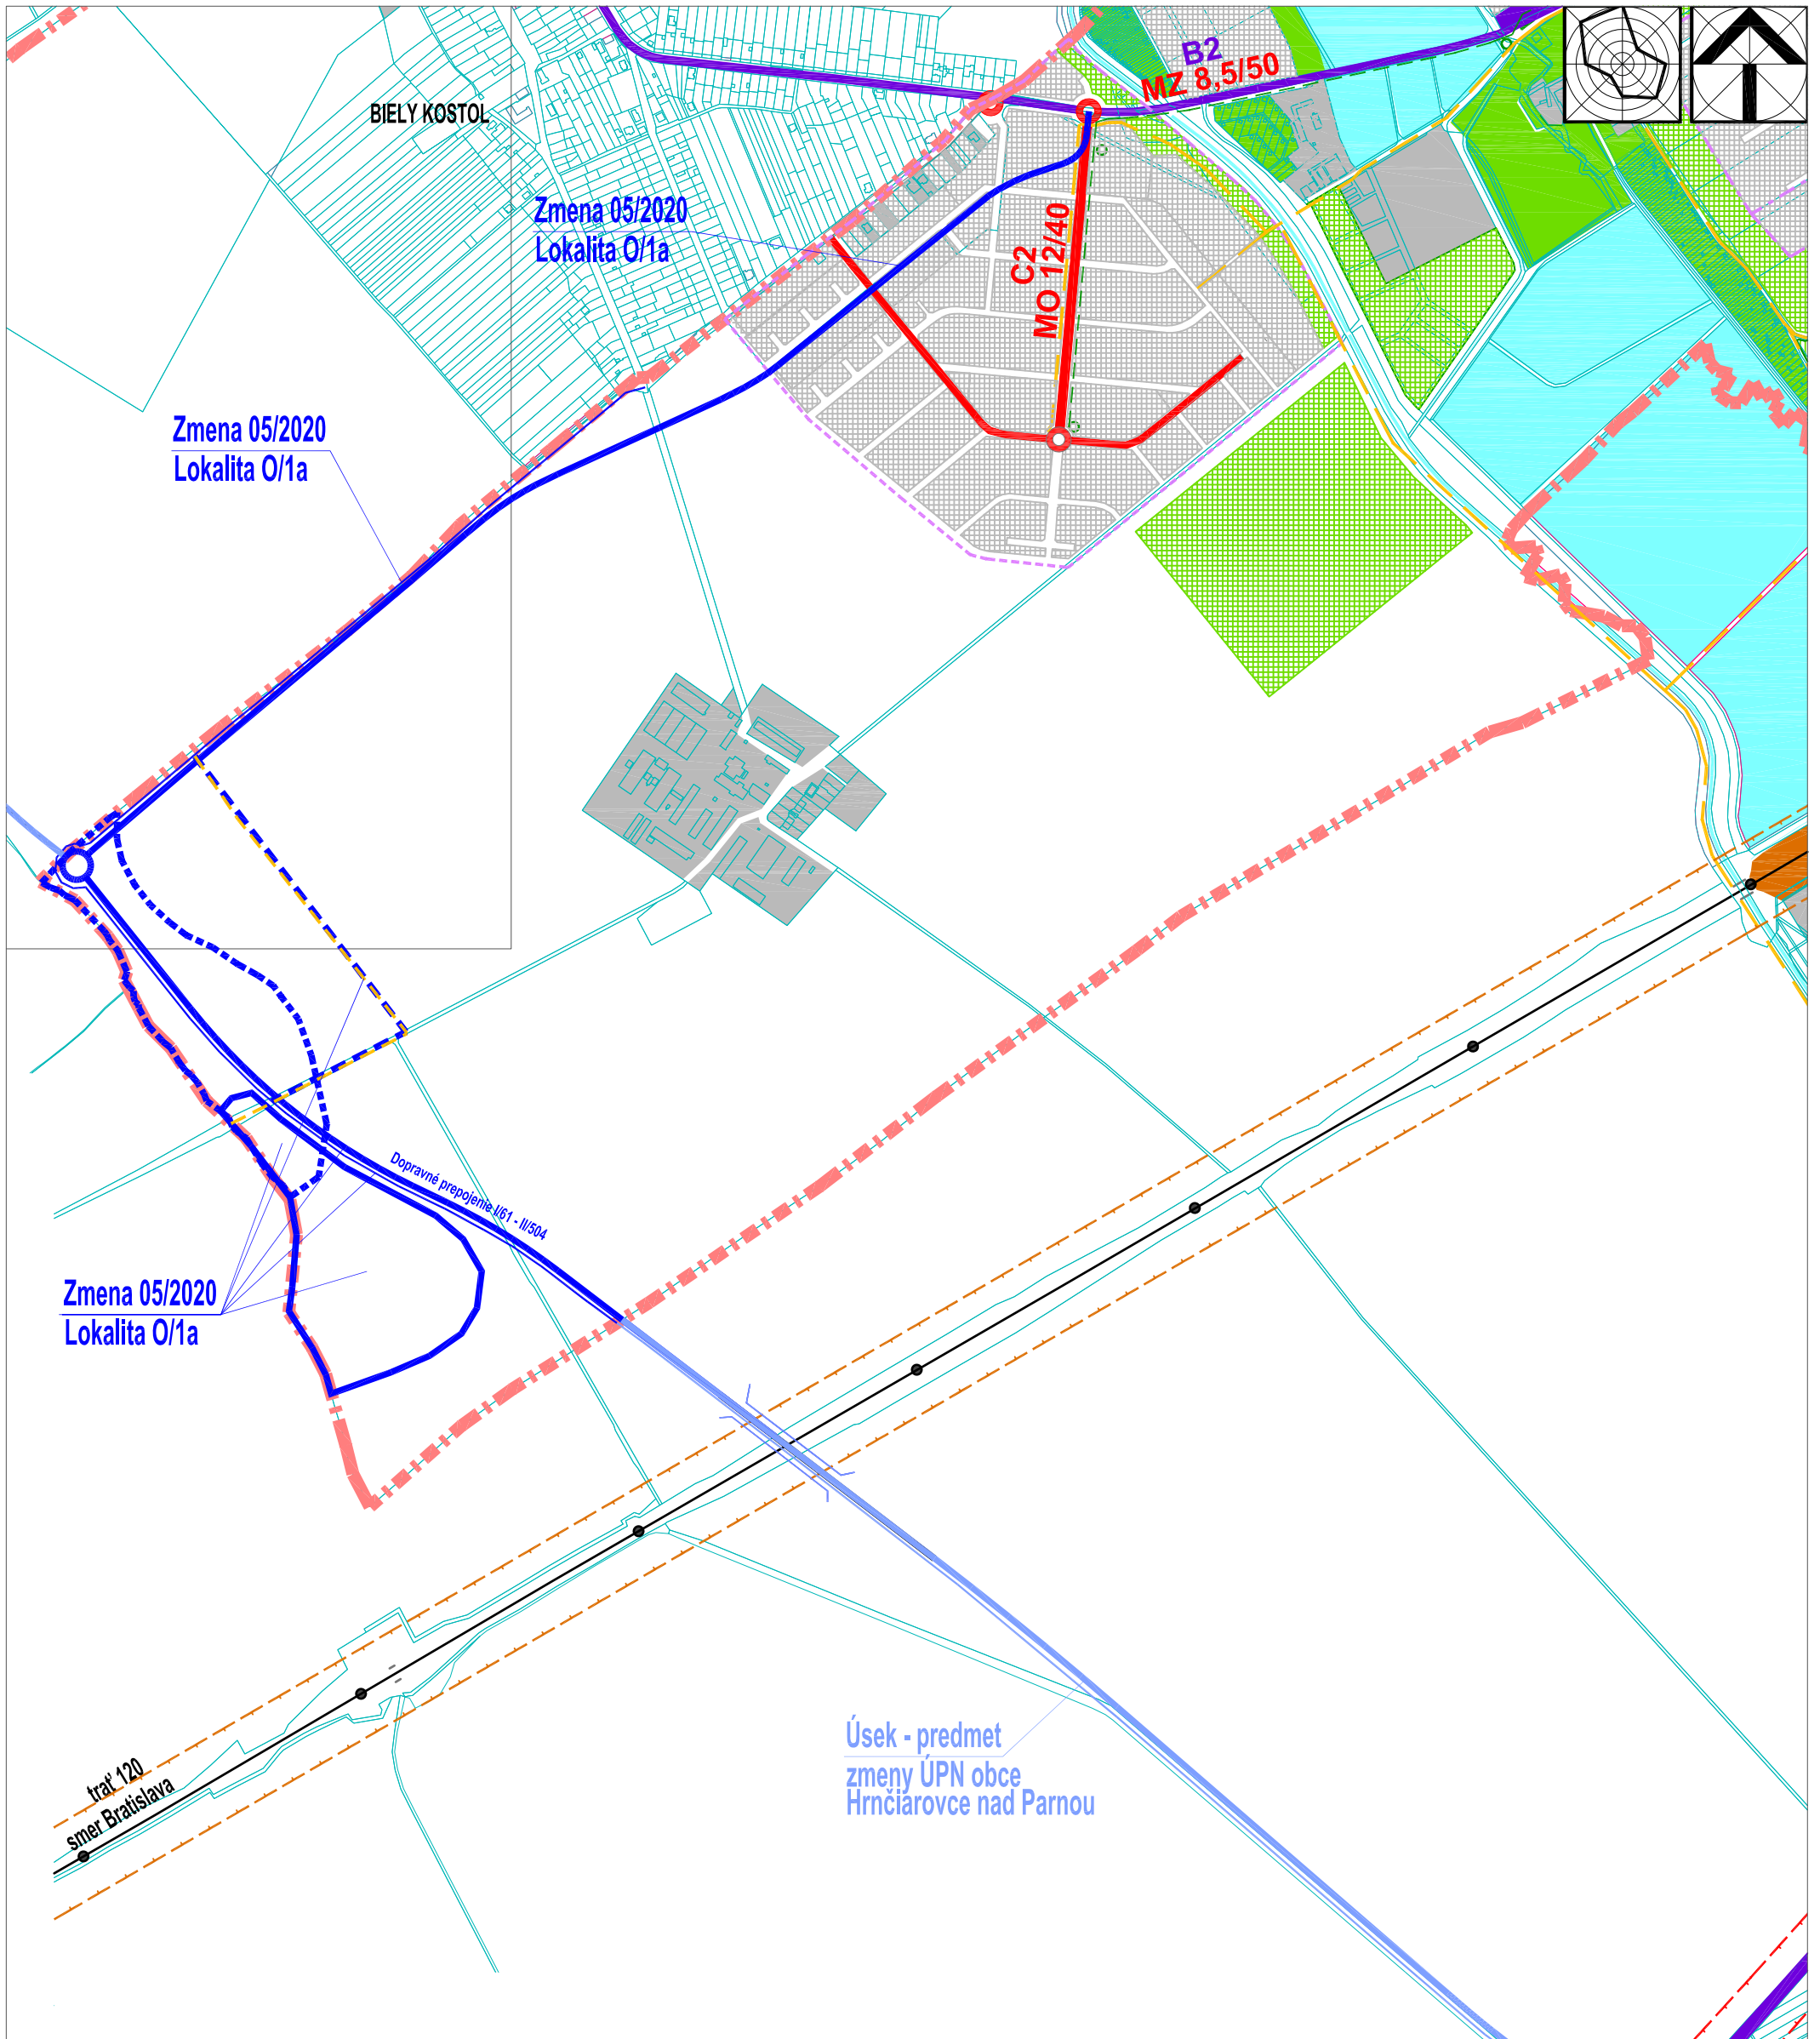 B2
MZ 8,5/50
BIELY KOSTOL
Zmena 05/2020
Lokalita O/1a
C2
MO 12/40
Zmena 05/2020
Lokalita O/1a
Dopravné prepojenie I/61 - II/504
Zmena 05/2020
Lokalita O/1a
Úsek - predmet
zmeny ÚPN obce
Hrnčiarovce nad Parnou
trať 120
smer Bratislava